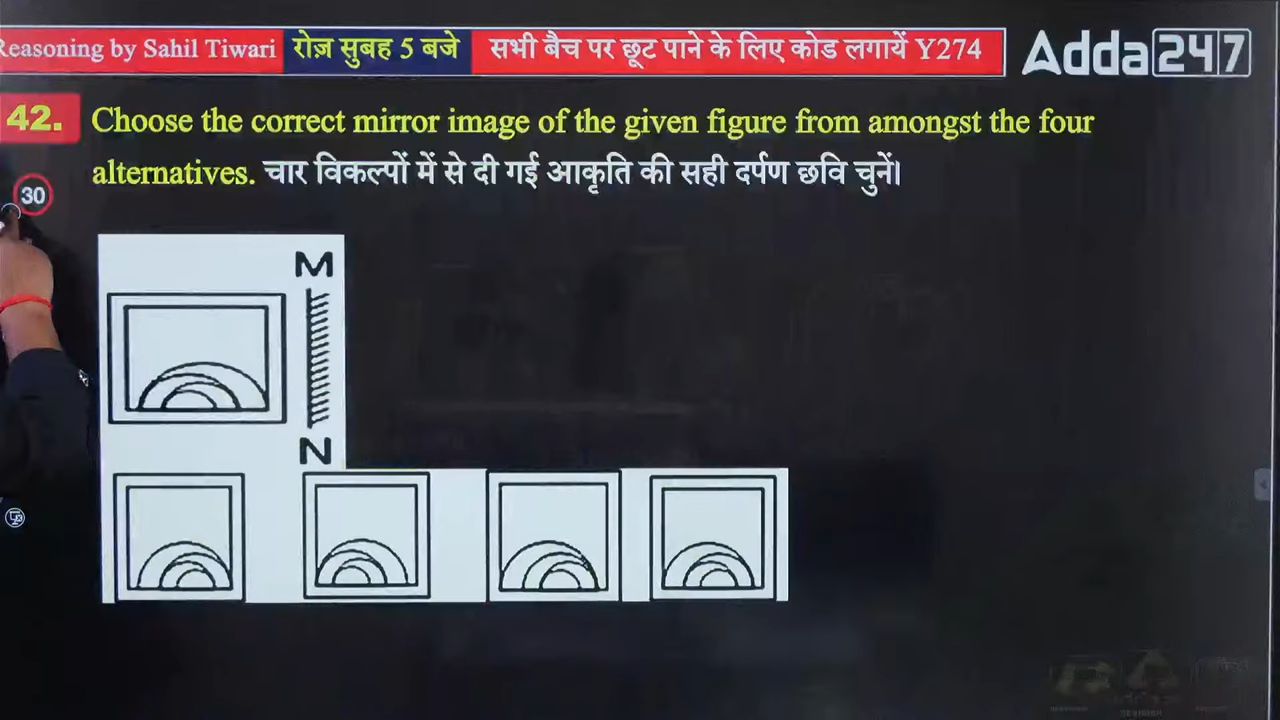 Reasoning by Sahil Tiwari रोज़ सुबह 5 बजे सभी बैच पर छूट पाने के लिए कोड लगायें Y274 Adda247
42. Choose the correct mirror image of the given figure from amongst the four
alternatives. चार विकल्पों में से दी गई आकृति की सही दर्पण छवि चुनें।
30
M
N